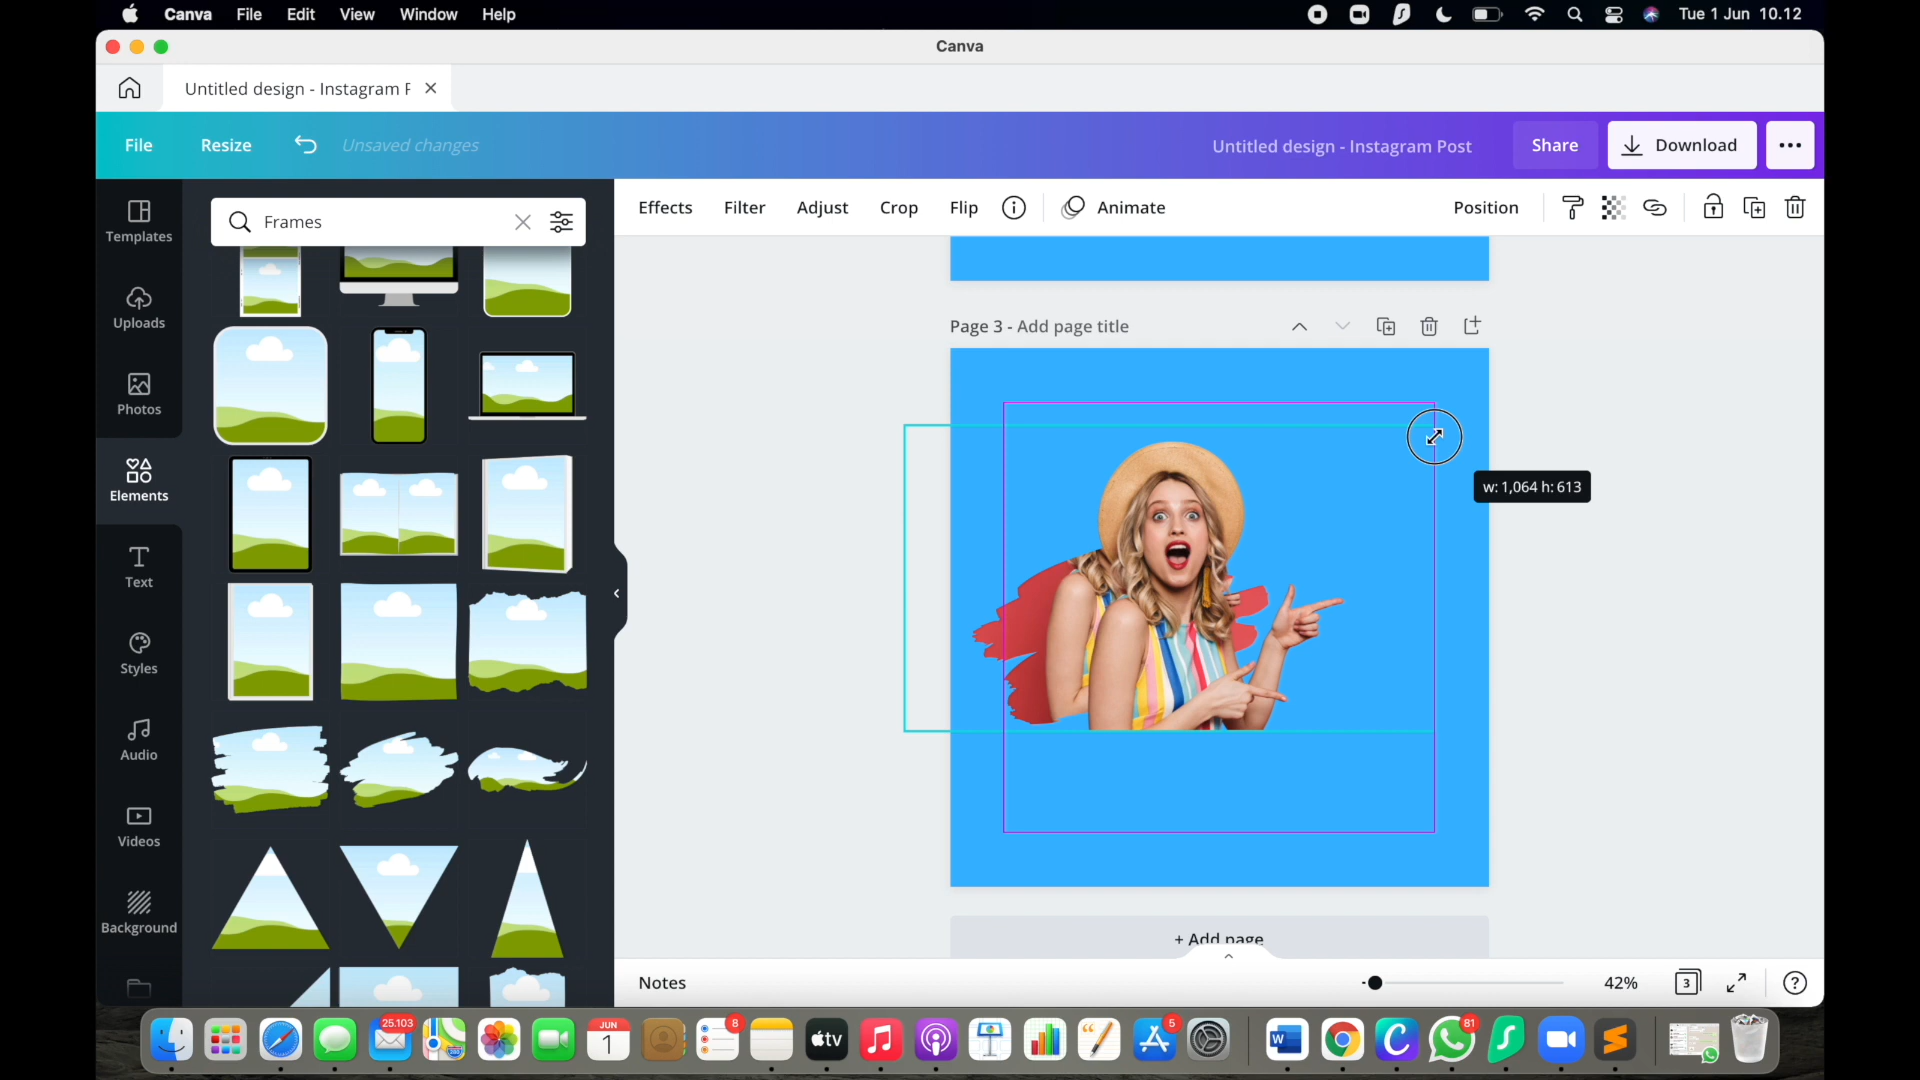 Canva File Edit View Window Help Tue 1 Jun 10.12
Canva
Untitled design - Instagram P
File Resize Unsaved changes Untitled design - Instagram Post Share Download
Templates
Uploads
Photos
Elements
Text
Styles
Audio
Videos
Background
Frames
Effects Filter Adjust Crop Flip Animate Position
Page 3 - Add page title
w: 1,064 h: 613
+ Add page
Notes 42% 3
25.103 JUN 1 8 tv 5 W 81